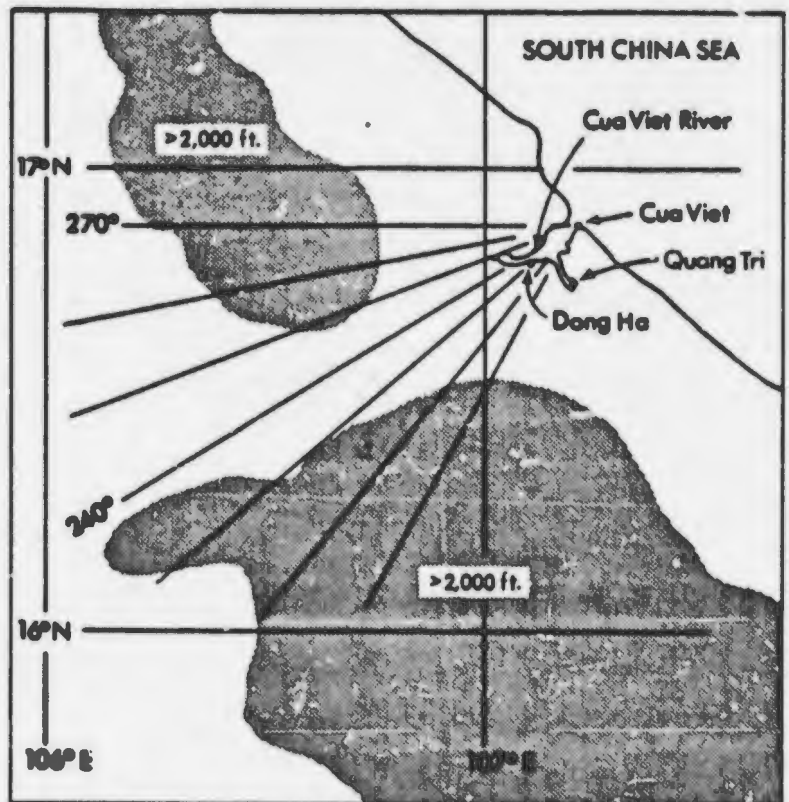 SOUTH CHINA SEA
Cua Viet River
>2,000 ft.
17° N
270°
Cua Viet
Quang Tri
Dong Ha
240°
>2,000 ft.
16° N
106° E
107° E